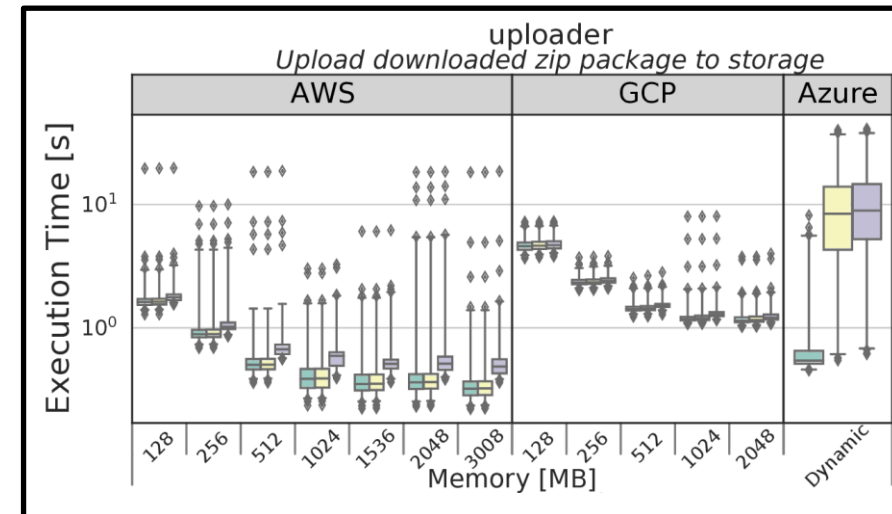 uploader
Upload downloaded zip package to storage
AWS GCP Azure
Execution Time [s]
10¹
10⁰
128 256 512 1024 1536 2048 3008 128 256 512 1024 2048 Dynamic
Memory [MB]